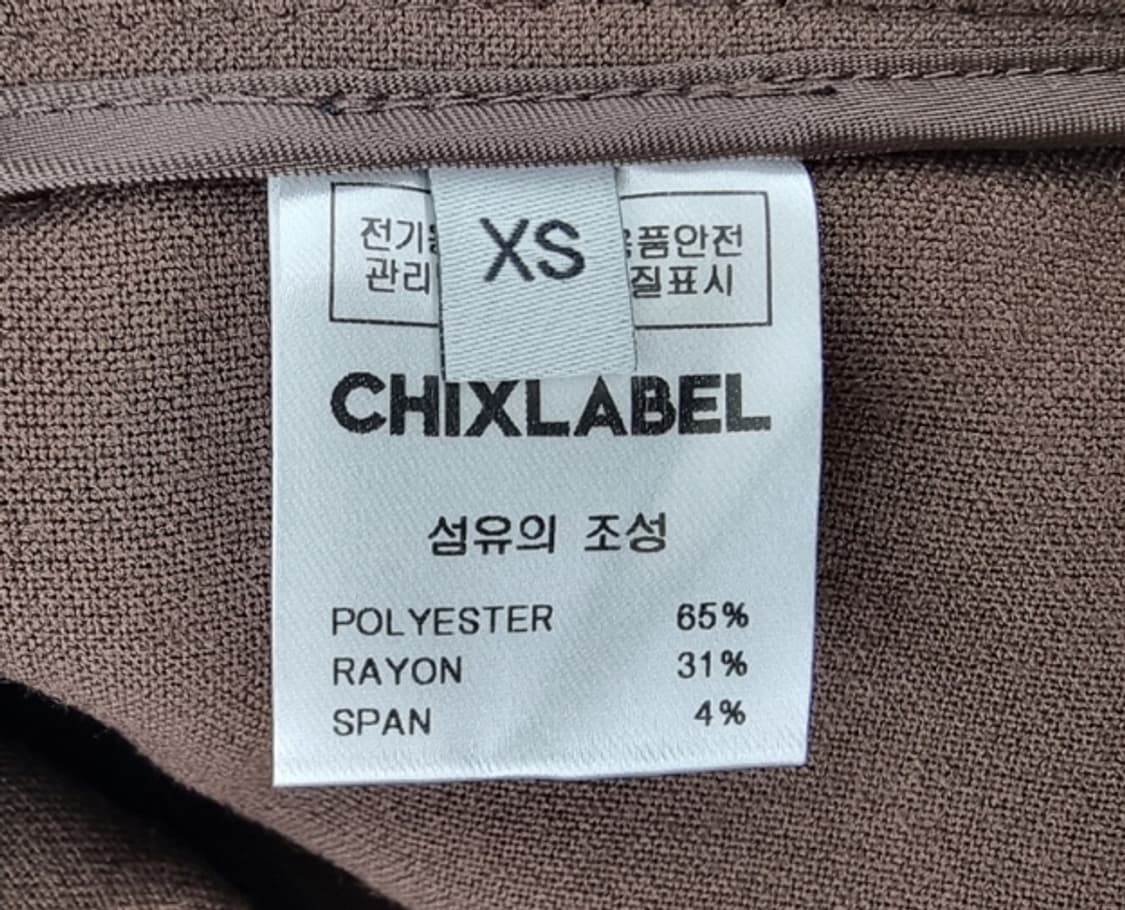 XS
전기 품안전
관리 질표시
CHIXLABEL
섬유의 조성
POLYESTER 65%
RAYON 31%
SPAN 4%